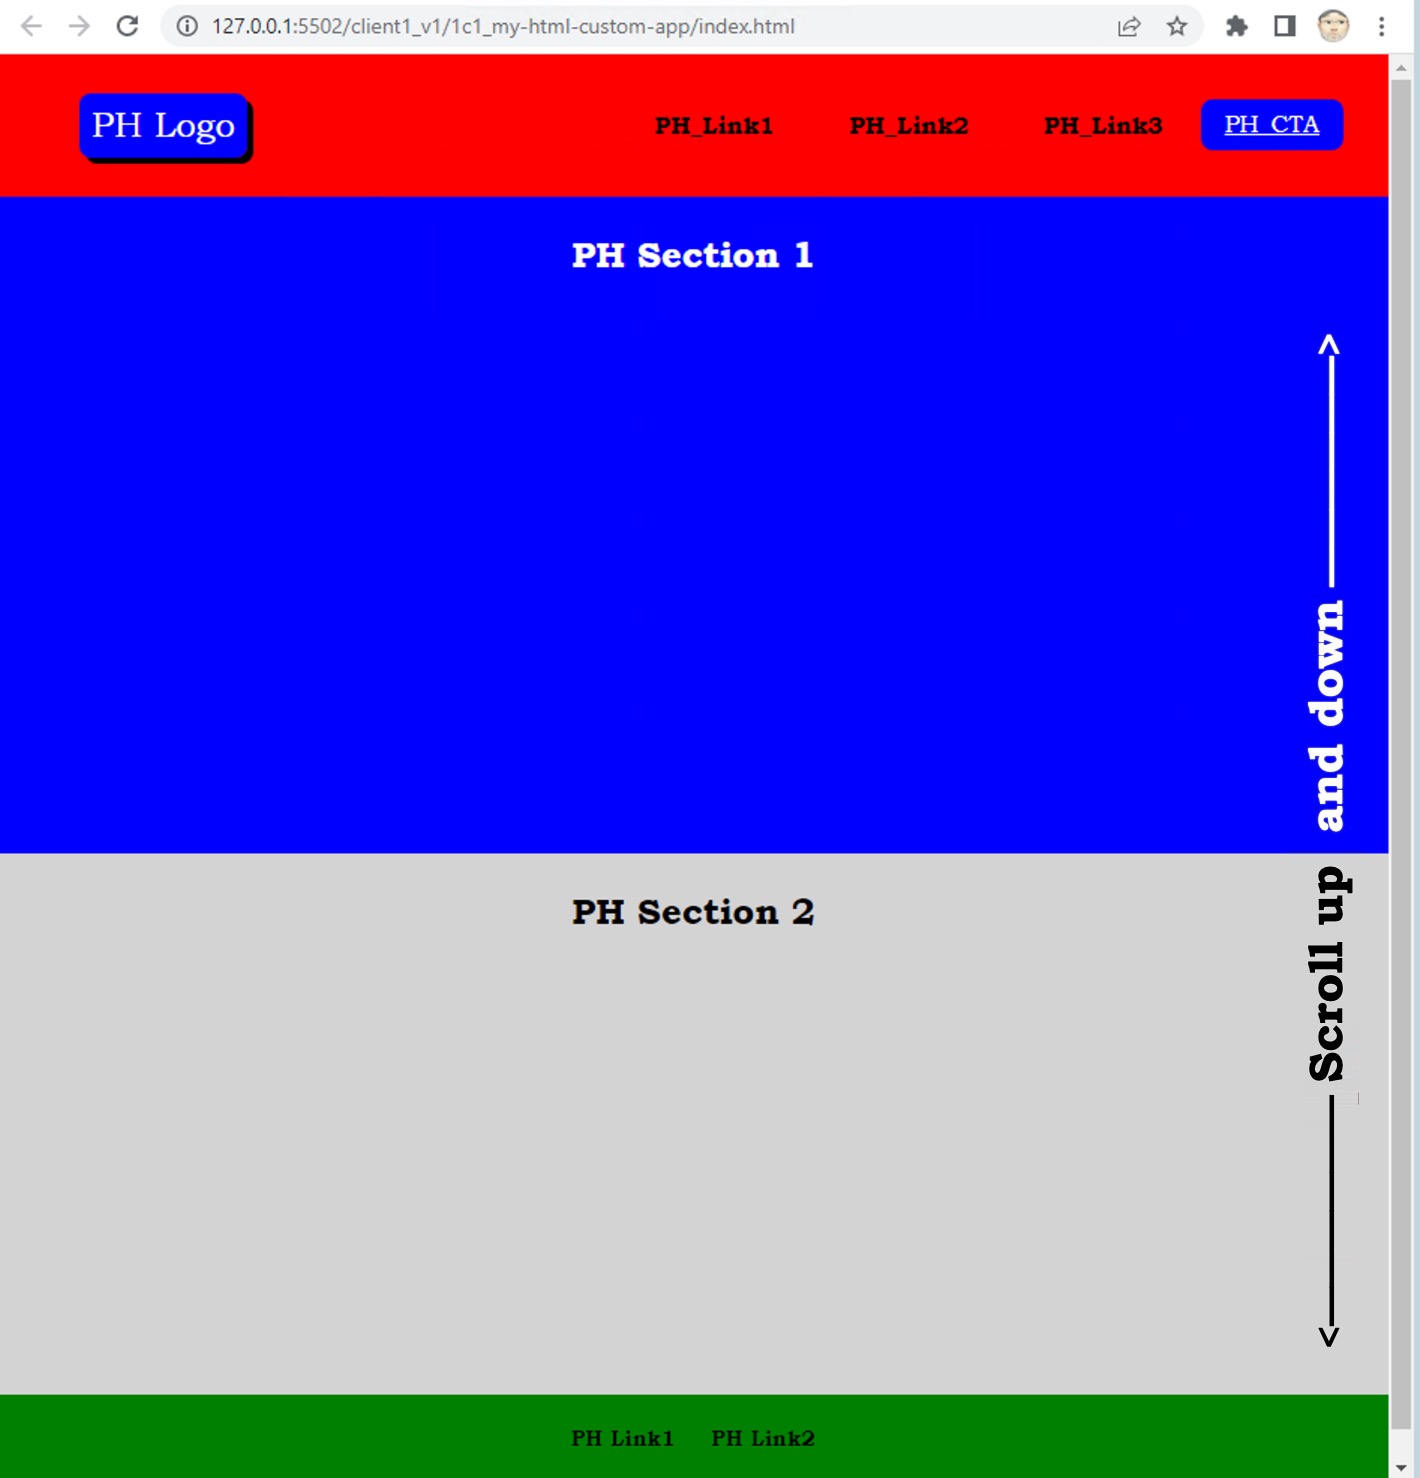 127.0.0.1:5502/client1_v1/1c1_my-html-custom-app/index.html
PH Logo
PH_Link1 PH_Link2 PH_Link3 PH_CTA
PH Section 1
Scroll up and down
PH Section 2
PH Link1 PH Link2